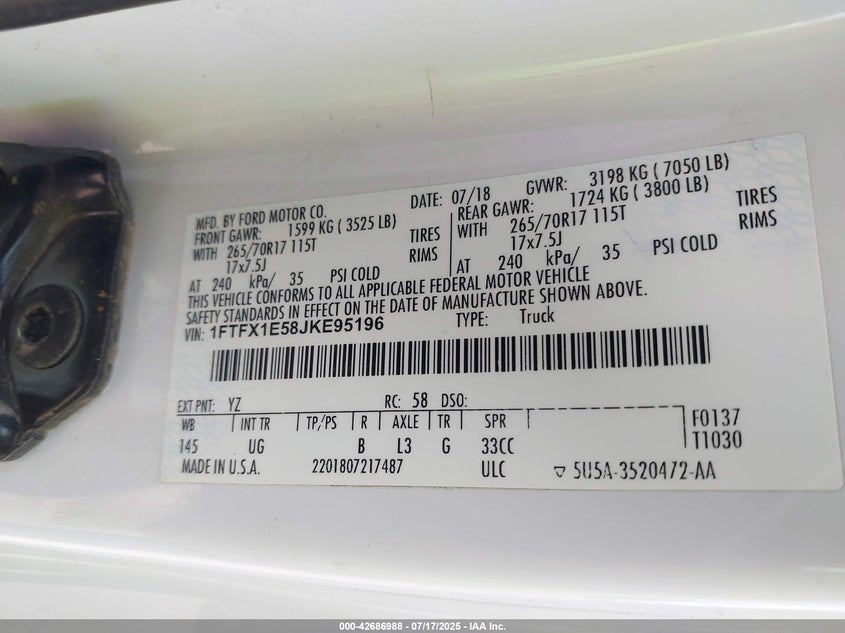 MFD. BY FORD MOTOR CO. DATE: 07/18 GVWR: 3198 KG ( 7050 LB)
FRONT GAWR: 1599 KG ( 3525 LB) REAR GAWR: 1724 KG ( 3800 LB)
WITH 265/70R17 115T TIRES WITH 265/70R17 115T TIRES
17x7.5J RIMS 17x7.5J RIMS
AT 240 kPa/ 35 PSI COLD AT 240 kPa/ 35 PSI COLD
THIS VEHICLE CONFORMS TO ALL APPLICABLE FEDERAL MOTOR VEHICLE
SAFETY STANDARDS IN EFFECT ON THE DATE OF MANUFACTURE SHOWN ABOVE.
VIN: 1FTFX1E58JKE95196 TYPE: Truck
EXT PNT: YZ RC: 58 DSO:
WB INT TR TP/PS R AXLE TR SPR F0137
145 UG B L3 G 33CC T1030
MADE IN U.S.A. 2201807217487 ULC ▽ 5U5A-3520472-AA
000-42686988 - 07/17/2025 - IAA Inc.